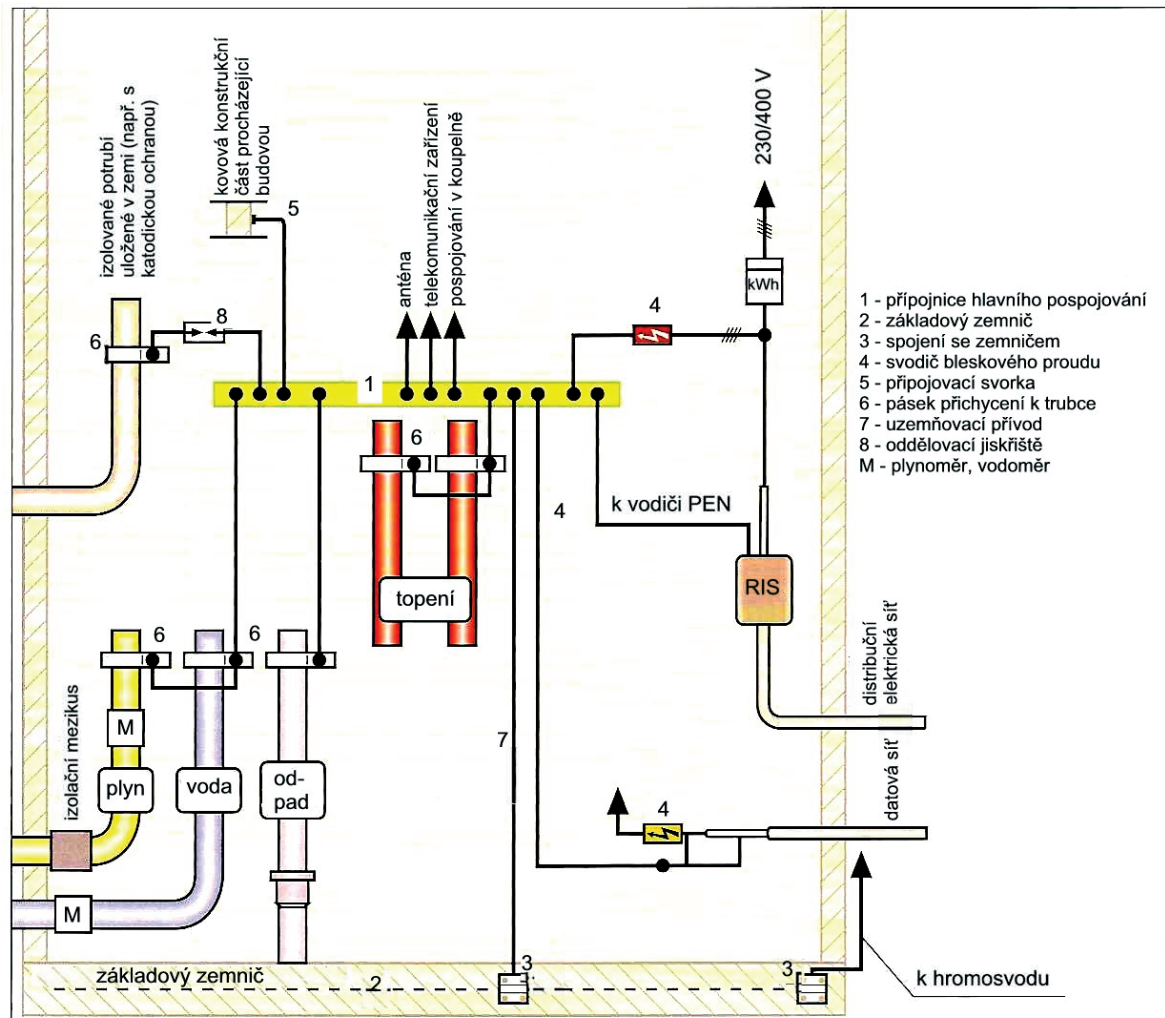 izolované potrubí
uložené v zemi (např. s
katodickou ochranou)
kovová konstrukční
část procházející
budovou
5
anténa
telekomunikační zařízení
pospojování v koupelně
230/400 V
kWh
6
8
4
1
6
1 - přípojnice hlavního pospojování
2 - základový zemnič
3 - spojení se zemničem
4 - svodič bleskového proudu
5 - připojovací svorka
6 - pásek přichycení k trubce
7 - uzemňovací přívod
8 - oddělovací jiskřiště
M - plynoměr, vodoměr
4
k vodiči PEN
RIS
topení
6
6
distribuční
elektrická síť
M
7
izolační mezikus
plyn
voda
od-
pad
datová síť
4
M
základový zemnič
2
3
3
k hromosvodu